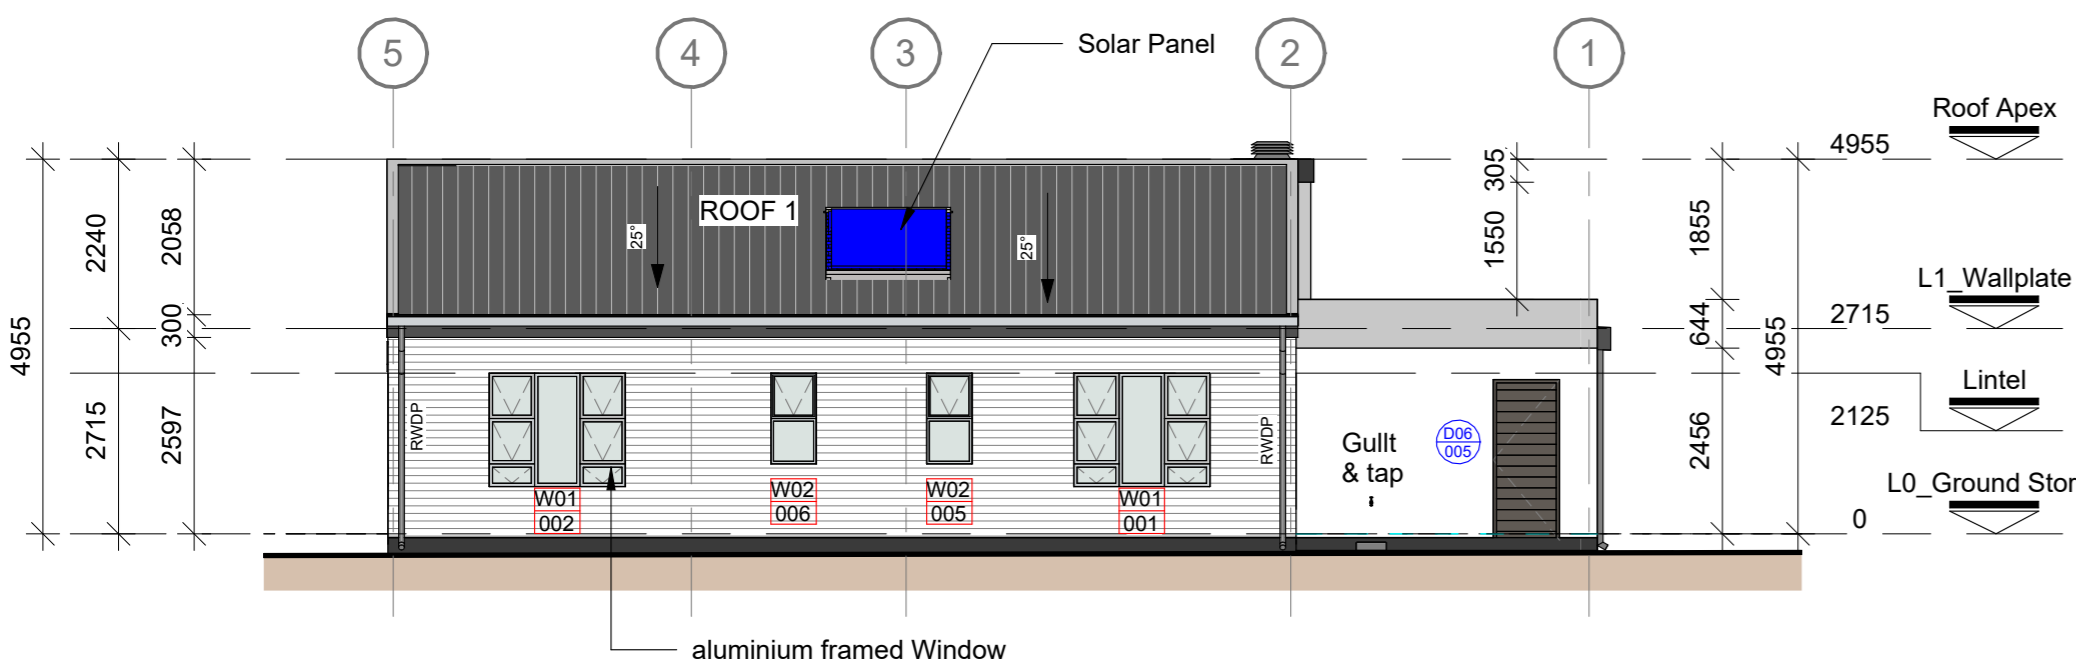 5
4
3
2
1
Solar Panel
Roof Apex
4955
305
ROOF 1
25°
25°
2240
2058
1550
1855
L1_Wallplate
2715
4955
300
644
4955
Lintel
2125
2715
2597
RWDP
RWDP
Gullt
& tap
D06
005
2456
L0_Ground Stor
0
W01
002
W02
006
W02
005
W01
001
aluminium framed Window